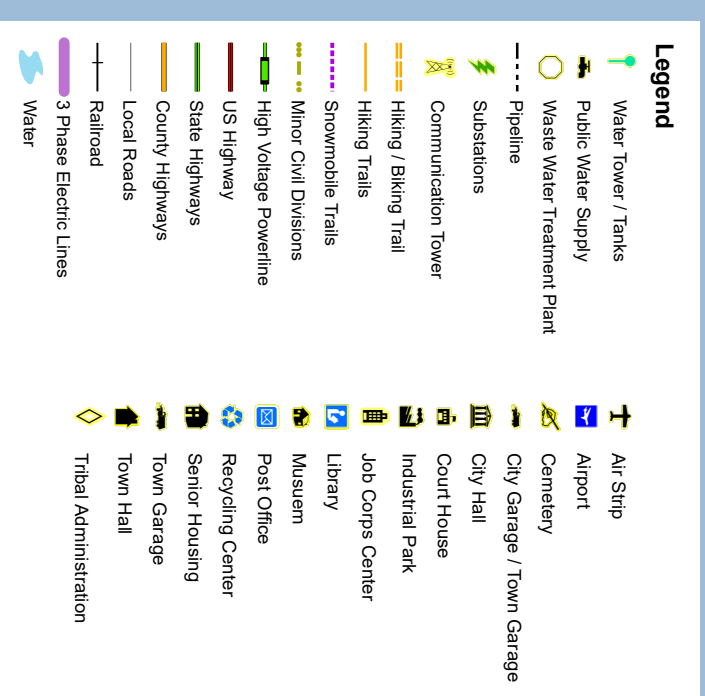 Legend
Water Tower / Tanks
Public Water Supply
Waste Water Treatment Plant
Pipeline
Substations
Communication Tower
Hiking / Biking Trail
Hiking Trails
Snowmobile Trails
Minor Civil Divisions
High Voltage Powerline
US Highway
State Highways
County Highways
Local Roads
Railroad
3 Phase Electric Lines
Water
Air Strip
Airport
Cemetery
City Garage / Town Garage
City Hall
Court House
Industrial Park
Job Corps Center
Library
Musuem
Post Office
Recycling Center
Senior Housing
Town Garage
Town Hall
Tribal Administration